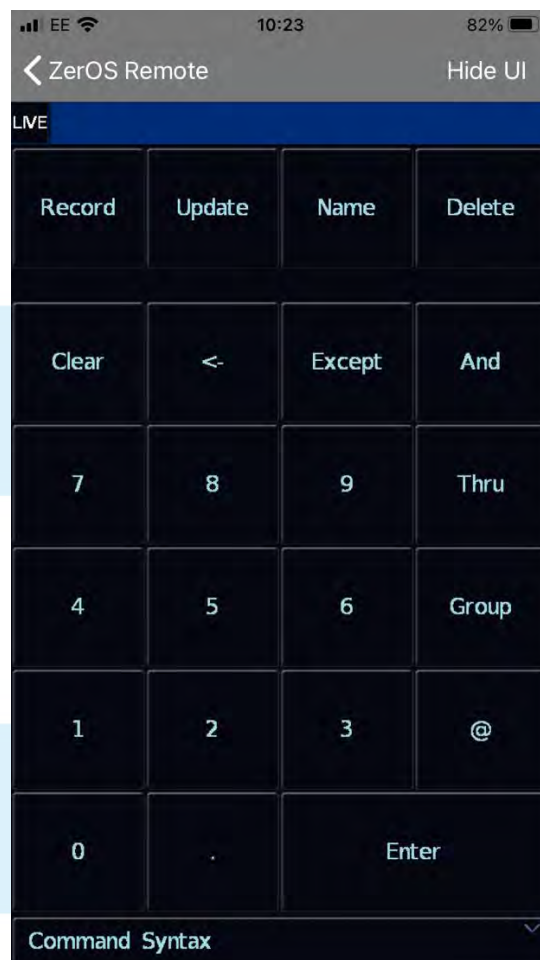 EE 10:23 82%
ZerOS Remote Hide UI
LIVE
Record Update Name Delete
Clear <- Except And
7 8 9 Thru
4 5 6 Group
1 2 3 @
0 . Enter
Command Syntax